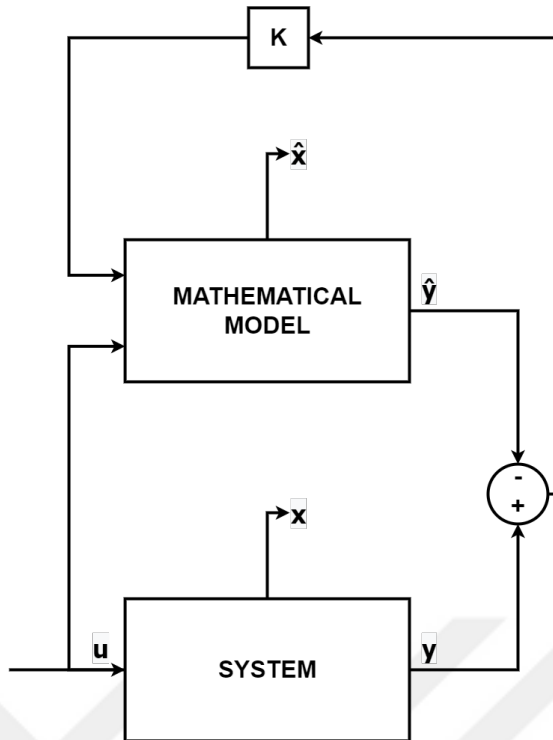 K
x̂
MATHEMATICAL
MODEL
ŷ
-
+
x
u
SYSTEM
y